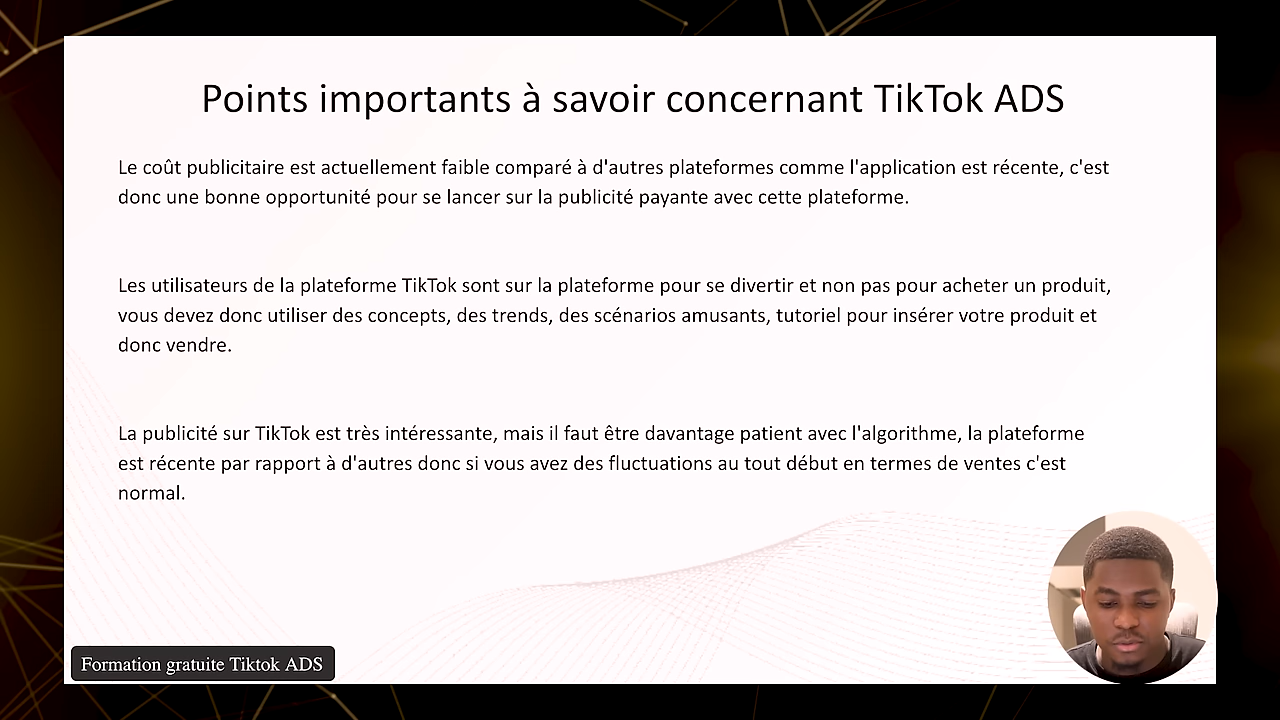 Points importants à savoir concernant TikTok ADS
Le coût publicitaire est actuellement faible comparé à d'autres plateformes comme l'application est récente, c'est
donc une bonne opportunité pour se lancer sur la publicité payante avec cette plateforme.
Les utilisateurs de la plateforme TikTok sont sur la plateforme pour se divertir et non pas pour acheter un produit,
vous devez donc utiliser des concepts, des trends, des scénarios amusants, tutoriel pour insérer votre produit et
donc vendre.
La publicité sur TikTok est très intéressante, mais il faut être davantage patient avec l'algorithme, la plateforme
est récente par rapport à d'autres donc si vous avez des fluctuations au tout début en termes de ventes c'est
normal.
Formation gratuite Tiktok ADS